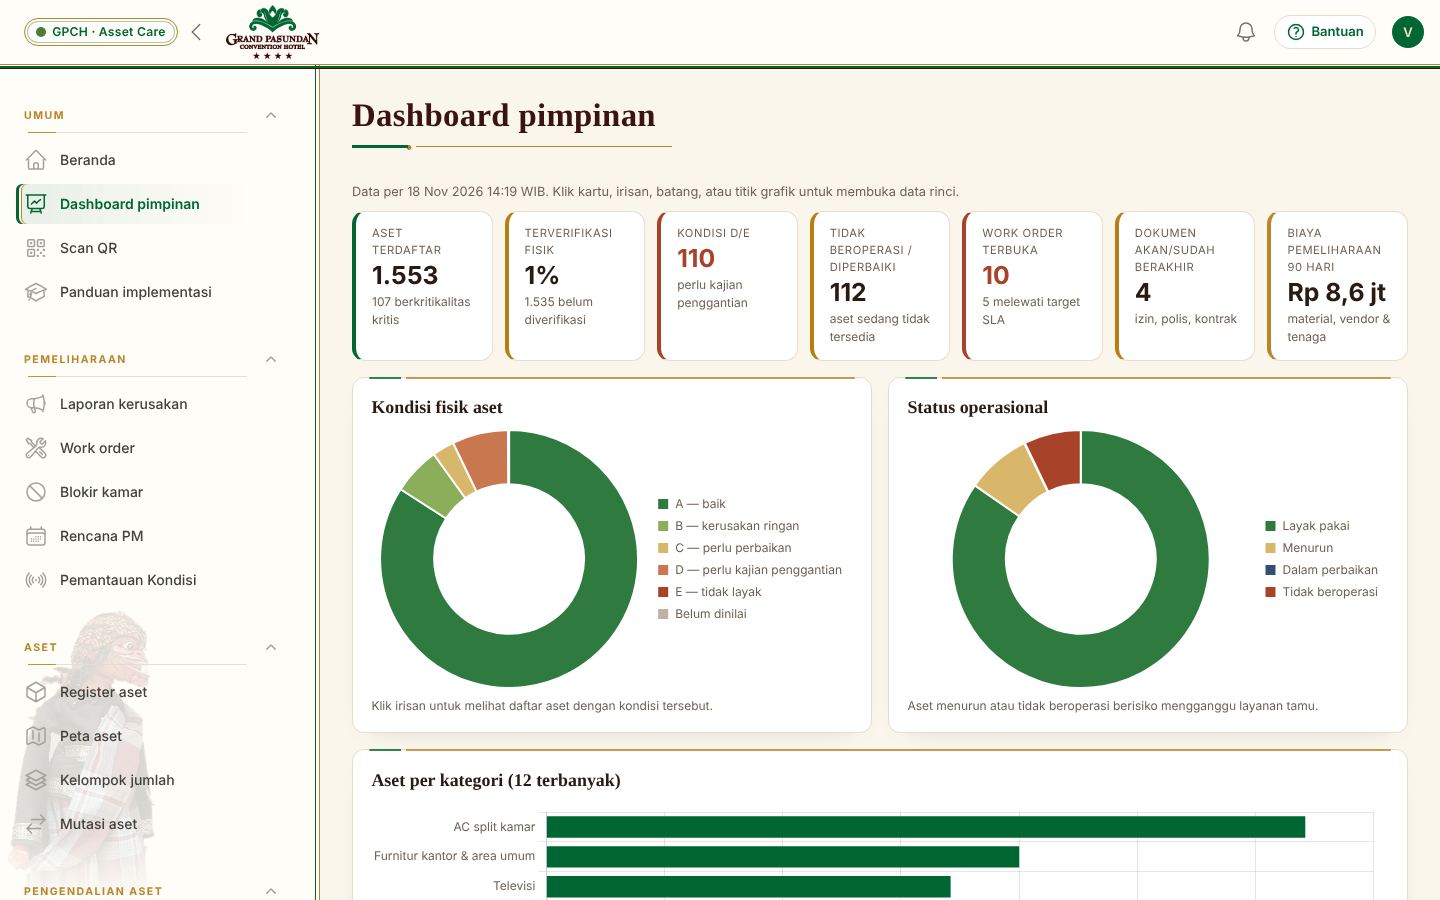 GPCH · Asset Care
GRAND PASUNDAN
CONVENTION HOTEL
Bantuan
V
UMUM
Beranda
Dashboard pimpinan
Scan QR
Panduan implementasi
PEMELIHARAAN
Laporan kerusakan
Work order
Blokir kamar
Rencana PM
Pemantauan Kondisi
ASET
Register aset
Peta aset
Kelompok jumlah
Mutasi aset
PENGENDALIAN ASET
Dashboard pimpinan
Data per 18 Nov 2026 14:19 WIB. Klik kartu, irisan, batang, atau titik grafik untuk membuka data rinci.
ASET
TERDAFTAR
1.553
107 berkritikalitas
kritis
TERVERIFIKASI
FISIK
1%
1.535 belum
diverifikasi
KONDISI D/E
110
perlu kajian
penggantian
TIDAK
BEROPERASI /
DIPERBAIKI
112
aset sedang tidak
tersedia
WORK ORDER
TERBUKA
10
5 melewati target
SLA
DOKUMEN
AKAN/SUDAH
BERAKHIR
4
izin, polis, kontrak
BIAYA
PEMELIHARAAN
90 HARI
Rp 8,6 jt
material, vendor &
tenaga
Kondisi fisik aset
A — baik
B — kerusakan ringan
C — perlu perbaikan
D — perlu kajian penggantian
E — tidak layak
Belum dinilai
Klik irisan untuk melihat daftar aset dengan kondisi tersebut.
Status operasional
Layak pakai
Menurun
Dalam perbaikan
Tidak beroperasi
Aset menurun atau tidak beroperasi berisiko mengganggu layanan tamu.
Aset per kategori (12 terbanyak)
AC split kamar
Furnitur kantor & area umum
Televisi